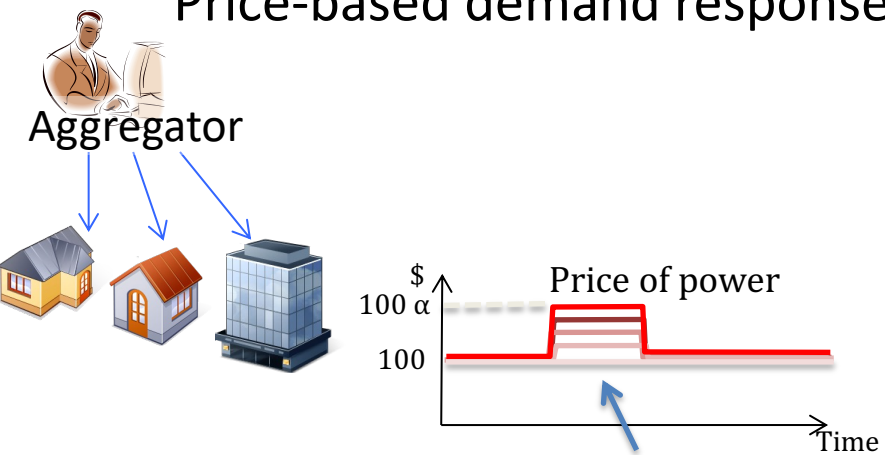 Price-based demand response
Aggregator
$
Price of power
100 α
100
Time